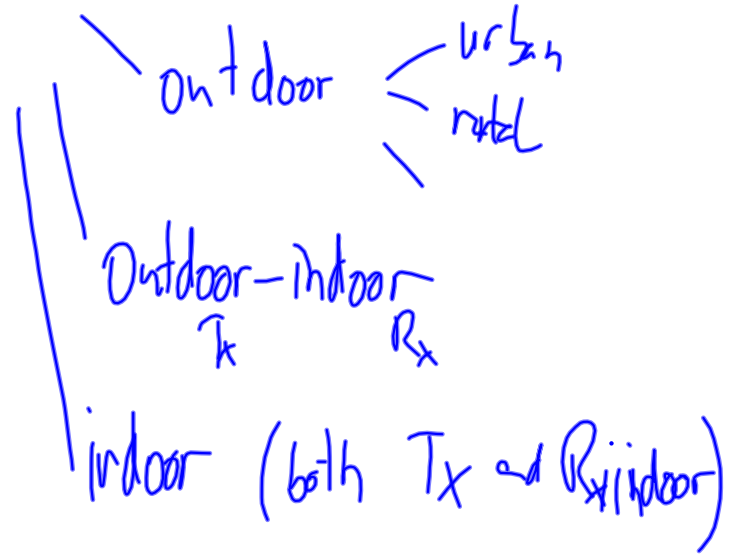 urban
outdoor
rural
Outdoor-indoor
Tx Rx
indoor (both Tx and Rx indoor)